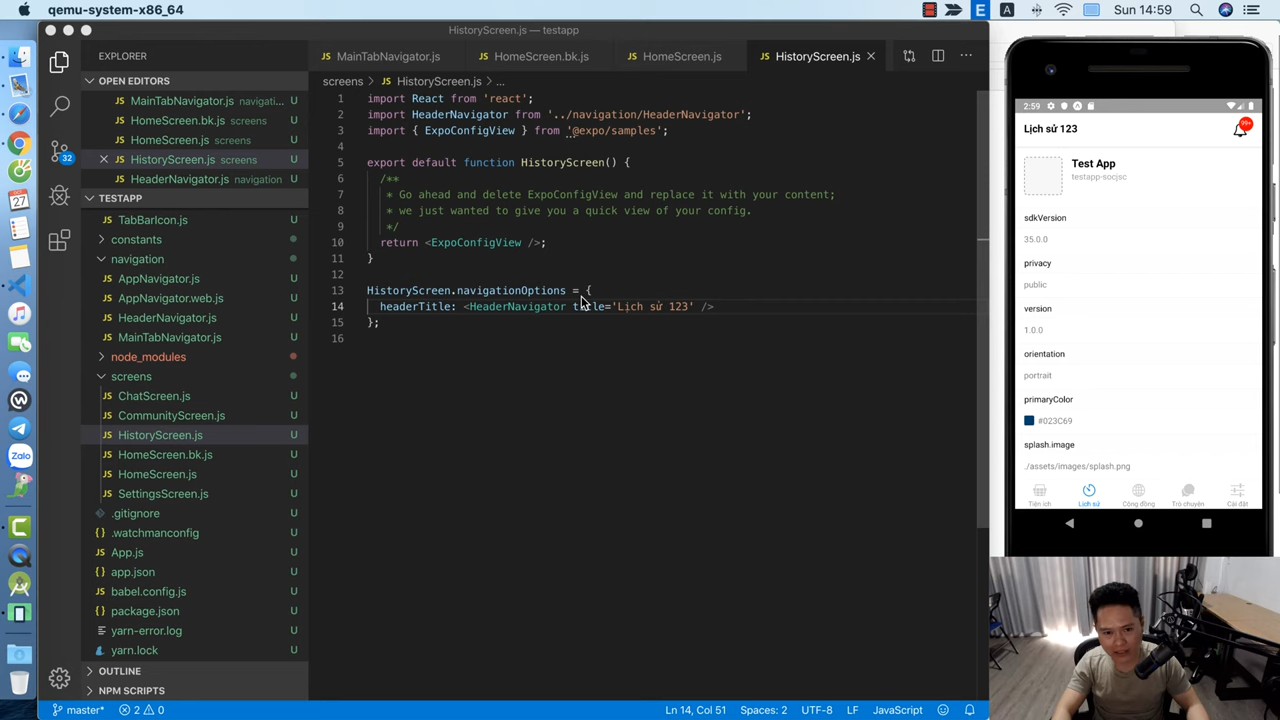 qemu-system-x86_64
Sun 14:59
HistoryScreen.js — testapp
EXPLORER
OPEN EDITORS
JS MainTabNavigator.js navigati...
JS HomeScreen.bk.js screens
JS HomeScreen.js screens
JS HistoryScreen.js screens
JS HeaderNavigator.js navigation
TESTAPP
JS TabBarIcon.js U
constants
navigation
JS AppNavigator.js U
JS AppNavigator.web.js U
JS HeaderNavigator.js U
JS MainTabNavigator.js U
node_modules
screens
JS ChatScreen.js U
JS CommunityScreen.js U
JS HistoryScreen.js U
JS HomeScreen.bk.js U
JS HomeScreen.js U
JS SettingsScreen.js U
.gitignore U
.watchmanconfig U
JS App.js U
{} app.json U
babel.config.js U
{} package.json U
yarn-error.log U
yarn.lock U
OUTLINE
NPM SCRIPTS
32
OCT
27
Zalo
JS MainTabNavigator.js
JS HomeScreen.bk.js
JS HomeScreen.js
JS HistoryScreen.js
screens > JS HistoryScreen.js > ...
1 import React from 'react';
2 import HeaderNavigator from '../navigation/HeaderNavigator';
3 import { ExpoConfigView } from '@expo/samples';
4
5 export default function HistoryScreen() {
6 /**
7 * Go ahead and delete ExpoConfigView and replace it with your content;
8 * we just wanted to give you a quick view of your config.
9 */
10 return <ExpoConfigView />;
11 }
12
13 HistoryScreen.navigationOptions = {
14 headerTitle: <HeaderNavigator title='Lịch sử 123' />
15 };
16
2:59
Lịch sử 123
99+
Test App
testapp-socjsc
sdkVersion
35.0.0
privacy
public
version
1.0.0
orientation
portrait
primaryColor
#023C69
splash.image
./assets/images/splash.png
Tiện ích
Lịch sử
Cộng đồng
Trò chuyện
Cài đặt
master*
2
0
Ln 14, Col 51
Spaces: 2
UTF-8
LF
JavaScript